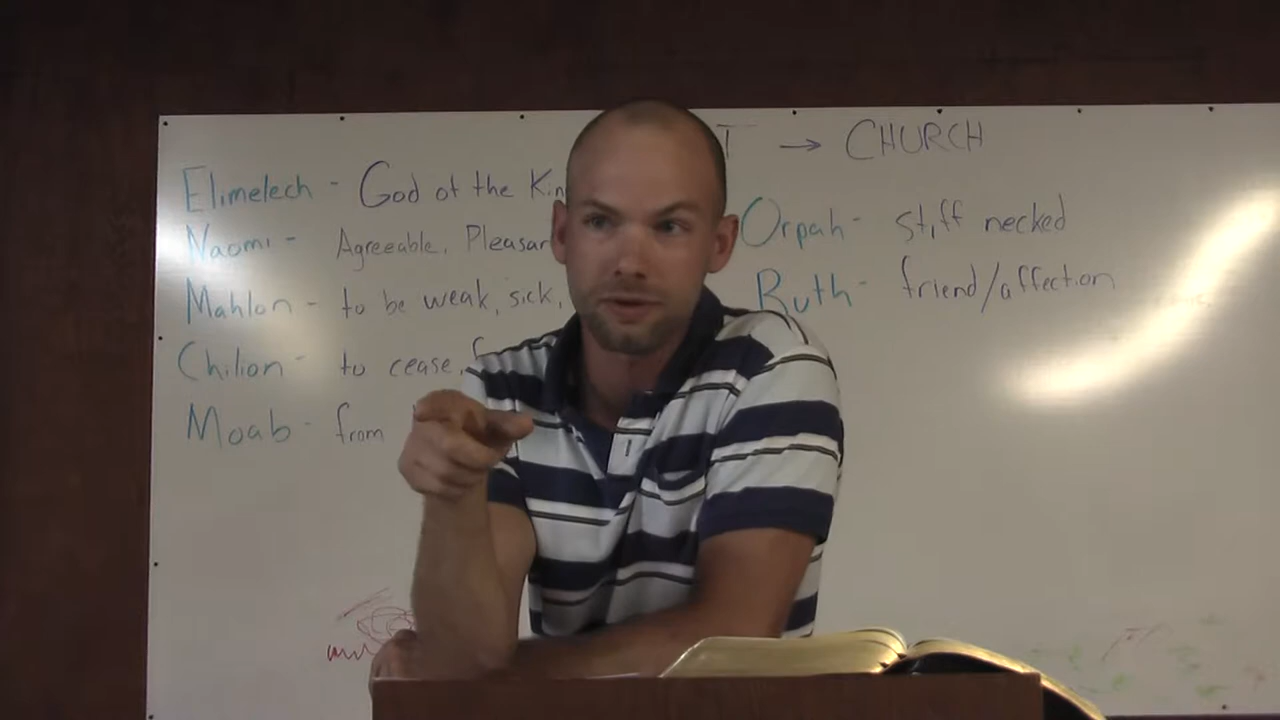 → CHURCH
Elimelech - God of the
Naomi - Agreeable,
Mahlon - to be weak, sick,
Chilion - to cease,
Moab - from
Orpah - stiff necked
Ruth - friend/affection